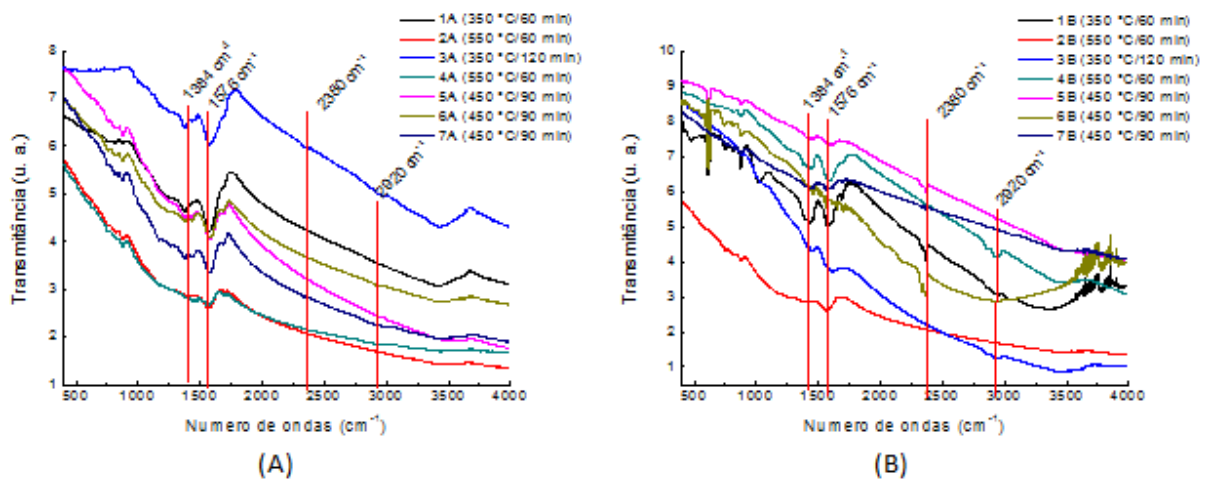 1A (350 °C/60 min)
2A (550 °C/60 min)
3A (350 °C/120 min)
4A (550 °C/60 min)
5A (450 °C/90 min)
6A (450 °C/90 min)
7A (450 °C/90 min)
8
7
6
5
4
3
2
1
Transmitância (u. a.)
1384 cm⁻¹
1576 cm⁻¹
2360 cm⁻¹
2920 cm⁻¹
500 1000 1500 2000 2500 3000 3500 4000
Numero de ondas (cm⁻¹)
(A)
1B (350 °C/60 min)
2B (550 °C/60 min)
3B (350 °C/120 min)
4B (550 °C/60 min)
5B (450 °C/90 min)
6B (450 °C/90 min)
7B (450 °C/90 min)
10
9
8
7
6
5
4
3
2
1
Transmitância (u. a.)
1384 cm⁻¹
1576 cm⁻¹
2360 cm⁻¹
2920 cm⁻¹
500 1000 1500 2000 2500 3000 3500 4000
Numero de ondas (cm⁻¹)
(B)